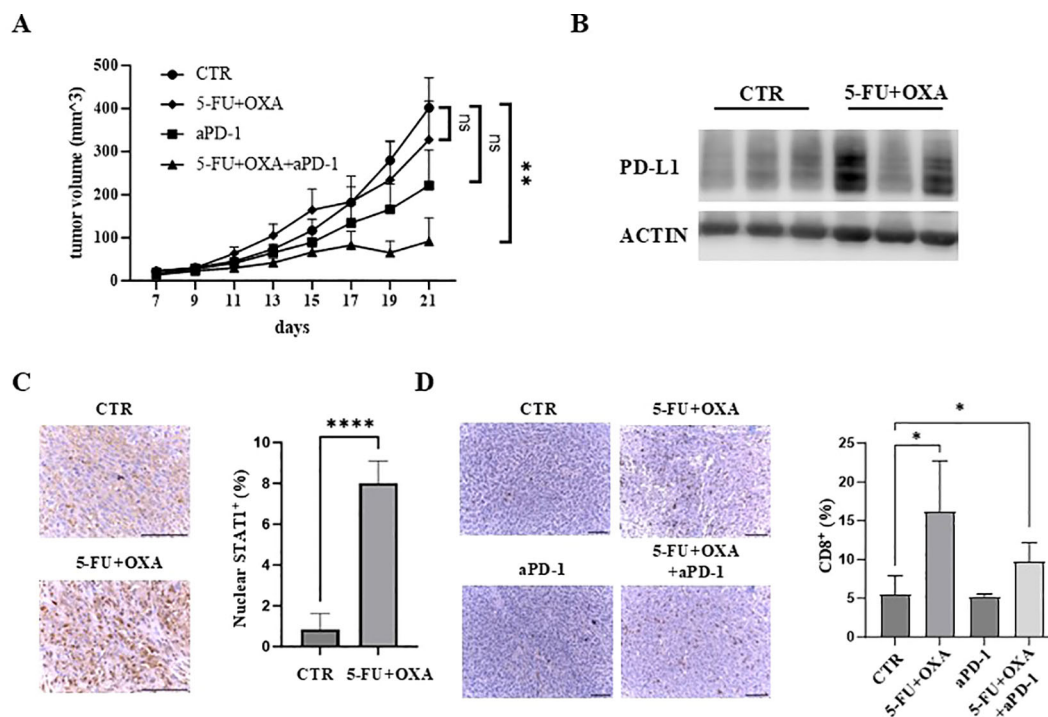 A
500
400
300
200
100
0
tumor volume (mm^3)
CTR
5-FU+OXA
aPD-1
5-FU+OXA+aPD-1
ns
ns
**
7 9 11 13 15 17 19 21
days
B
CTR 5-FU+OXA
PD-L1
ACTIN
C
CTR
5-FU+OXA
****
10
8
6
4
2
0
Nuclear STAT1⁺ (%)
CTR 5-FU+OXA
D
CTR 5-FU+OXA
aPD-1 5-FU+OXA
+aPD-1
*
*
25
20
15
10
5
0
CD8⁺ (%)
CTR
5-FU+OXA
aPD-1
5-FU+OXA
+aPD-1